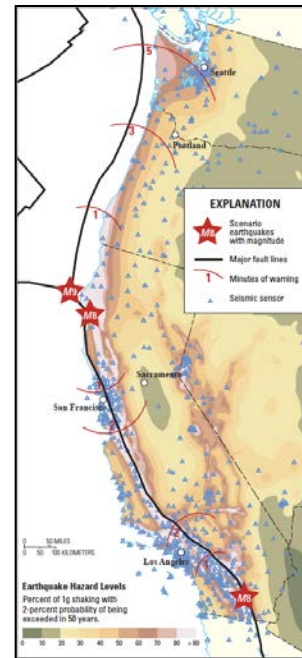 5
Seattle
3
Portland
EXPLANATION
M8
Scenario
earthquakes
with magnitude
Major fault lines
1
Minutes of warning
Seismic sensor
1
M9
M8
Sacramento
San Francisco
2
Los Angeles
M8
0 50 MILES
0 50 100 KILOMETERS
Earthquake Hazard Levels
Percent of 1g shaking with
2-percent probability of being
exceeded in 50 years.
0 10 20 30 40 50 60 70 80 >80